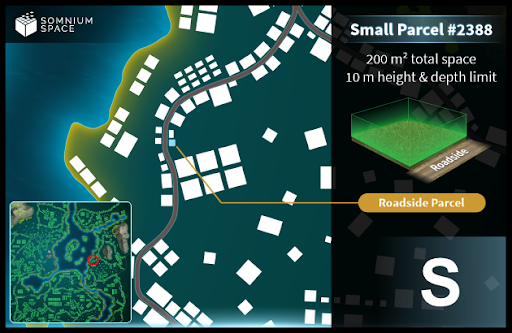 SOMNIUM
SPACE
Small Parcel #2388
200 m² total space
10 m height & depth limit
Roadside
Roadside Parcel
S